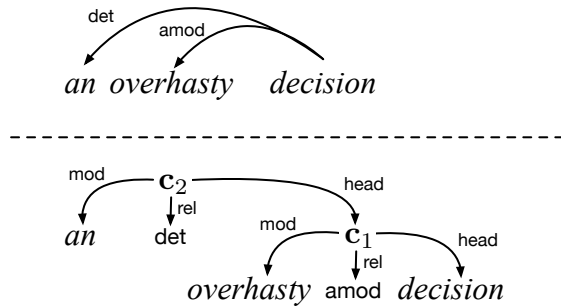 det
amod
an overhasty decision
mod c₂ head
rel
an det mod c₁ head
rel
overhasty amod decision